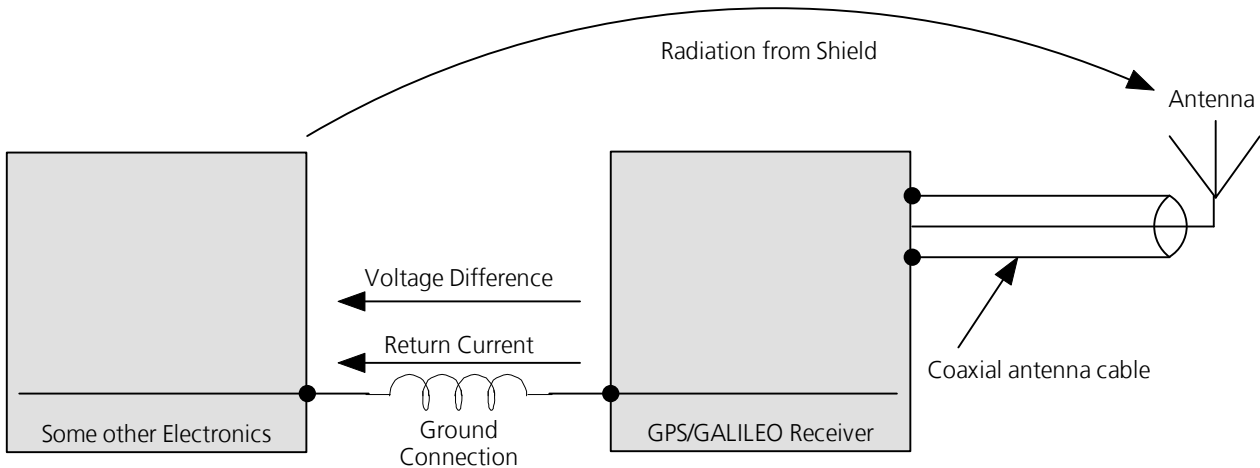 Radiation from Shield
Antenna
Voltage Difference
Return Current
Coaxial antenna cable
Some other Electronics
Ground
Connection
GPS/GALILEO Receiver